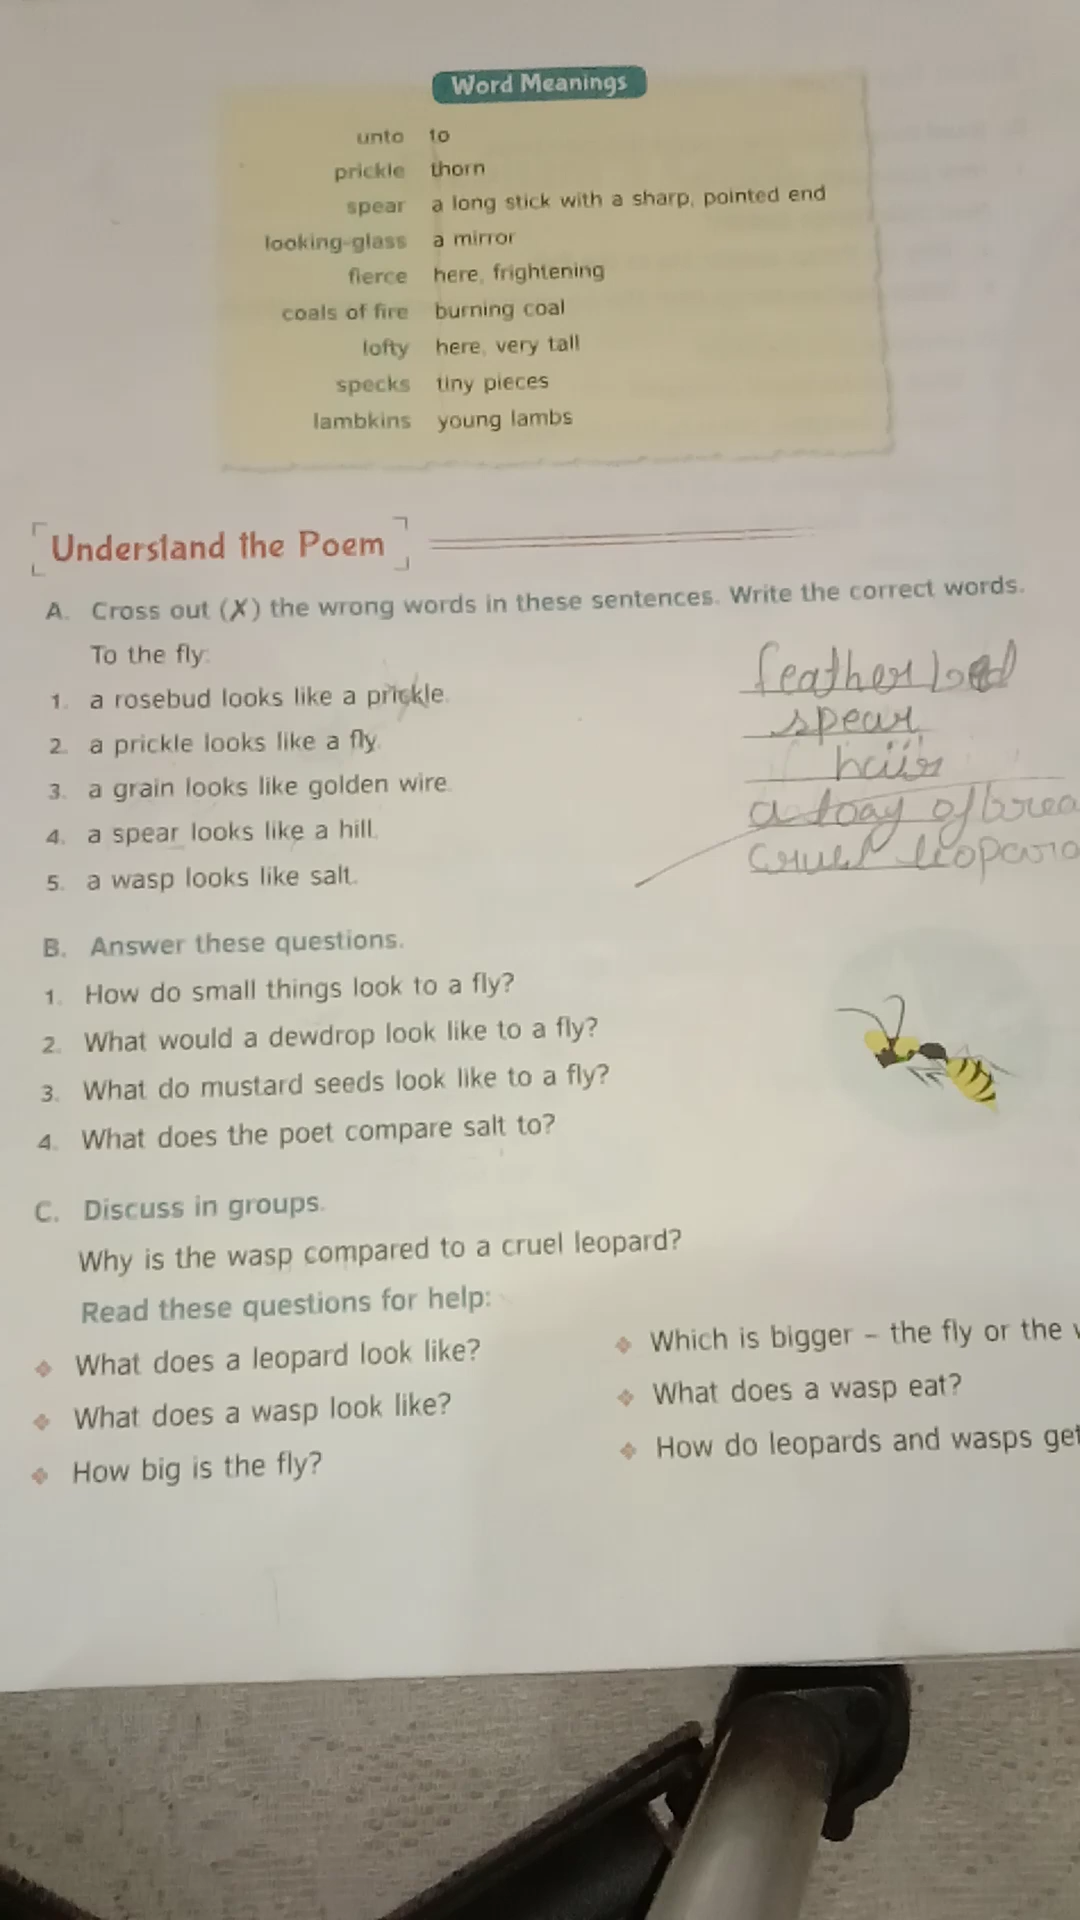 Word Meanings
unto to
prickle thorn
spear a long stick with a sharp, pointed end
looking-glass a mirror
fierce here, frightening
coals of fire burning coal
lofty here, very tall
specks tiny pieces
lambkins young lambs
Understand the Poem
A. Cross out (X) the wrong words in these sentences. Write the correct words.
To the fly:
1. a rosebud looks like a prickle. feather bed
2. a prickle looks like a fly. spear
3. a grain looks like golden wire. hair
4. a spear looks like a hill. a loay of brea
5. a wasp looks like salt. cruel leopard
B. Answer these questions.
1. How do small things look to a fly?
2. What would a dewdrop look like to a fly?
3. What do mustard seeds look like to a fly?
4. What does the poet compare salt to?
C. Discuss in groups.
Why is the wasp compared to a cruel leopard?
Read these questions for help:
❖ What does a leopard look like? ❖ Which is bigger – the fly or the
❖ What does a wasp look like? ❖ What does a wasp eat?
❖ How big is the fly? ❖ How do leopards and wasps get